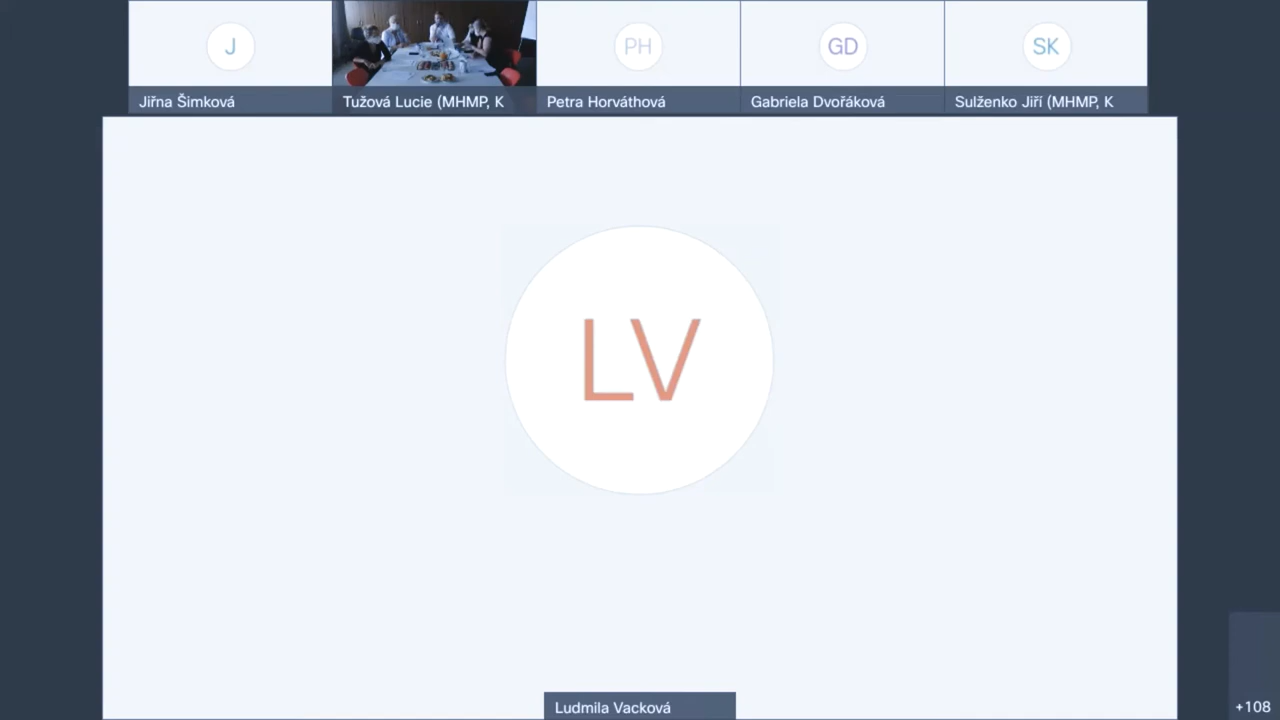 J
PH
GD
SK
Jiřna Šimková
Tužová Lucie (MHMP, K
Petra Horváthová
Gabriela Dvořáková
Sulženko Jiří (MHMP, K
LV
Ludmila Vacková
+108